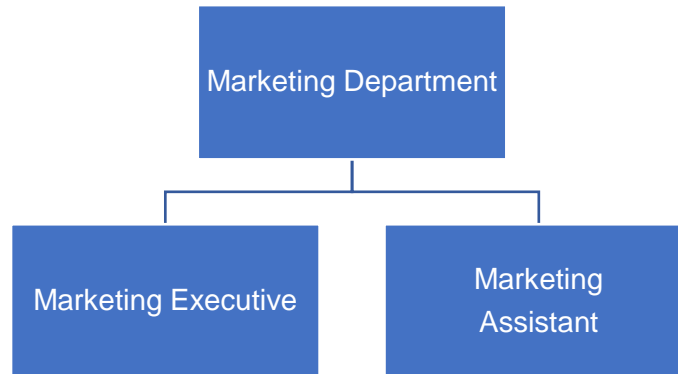 Marketing Department
Marketing Executive
Marketing
Assistant